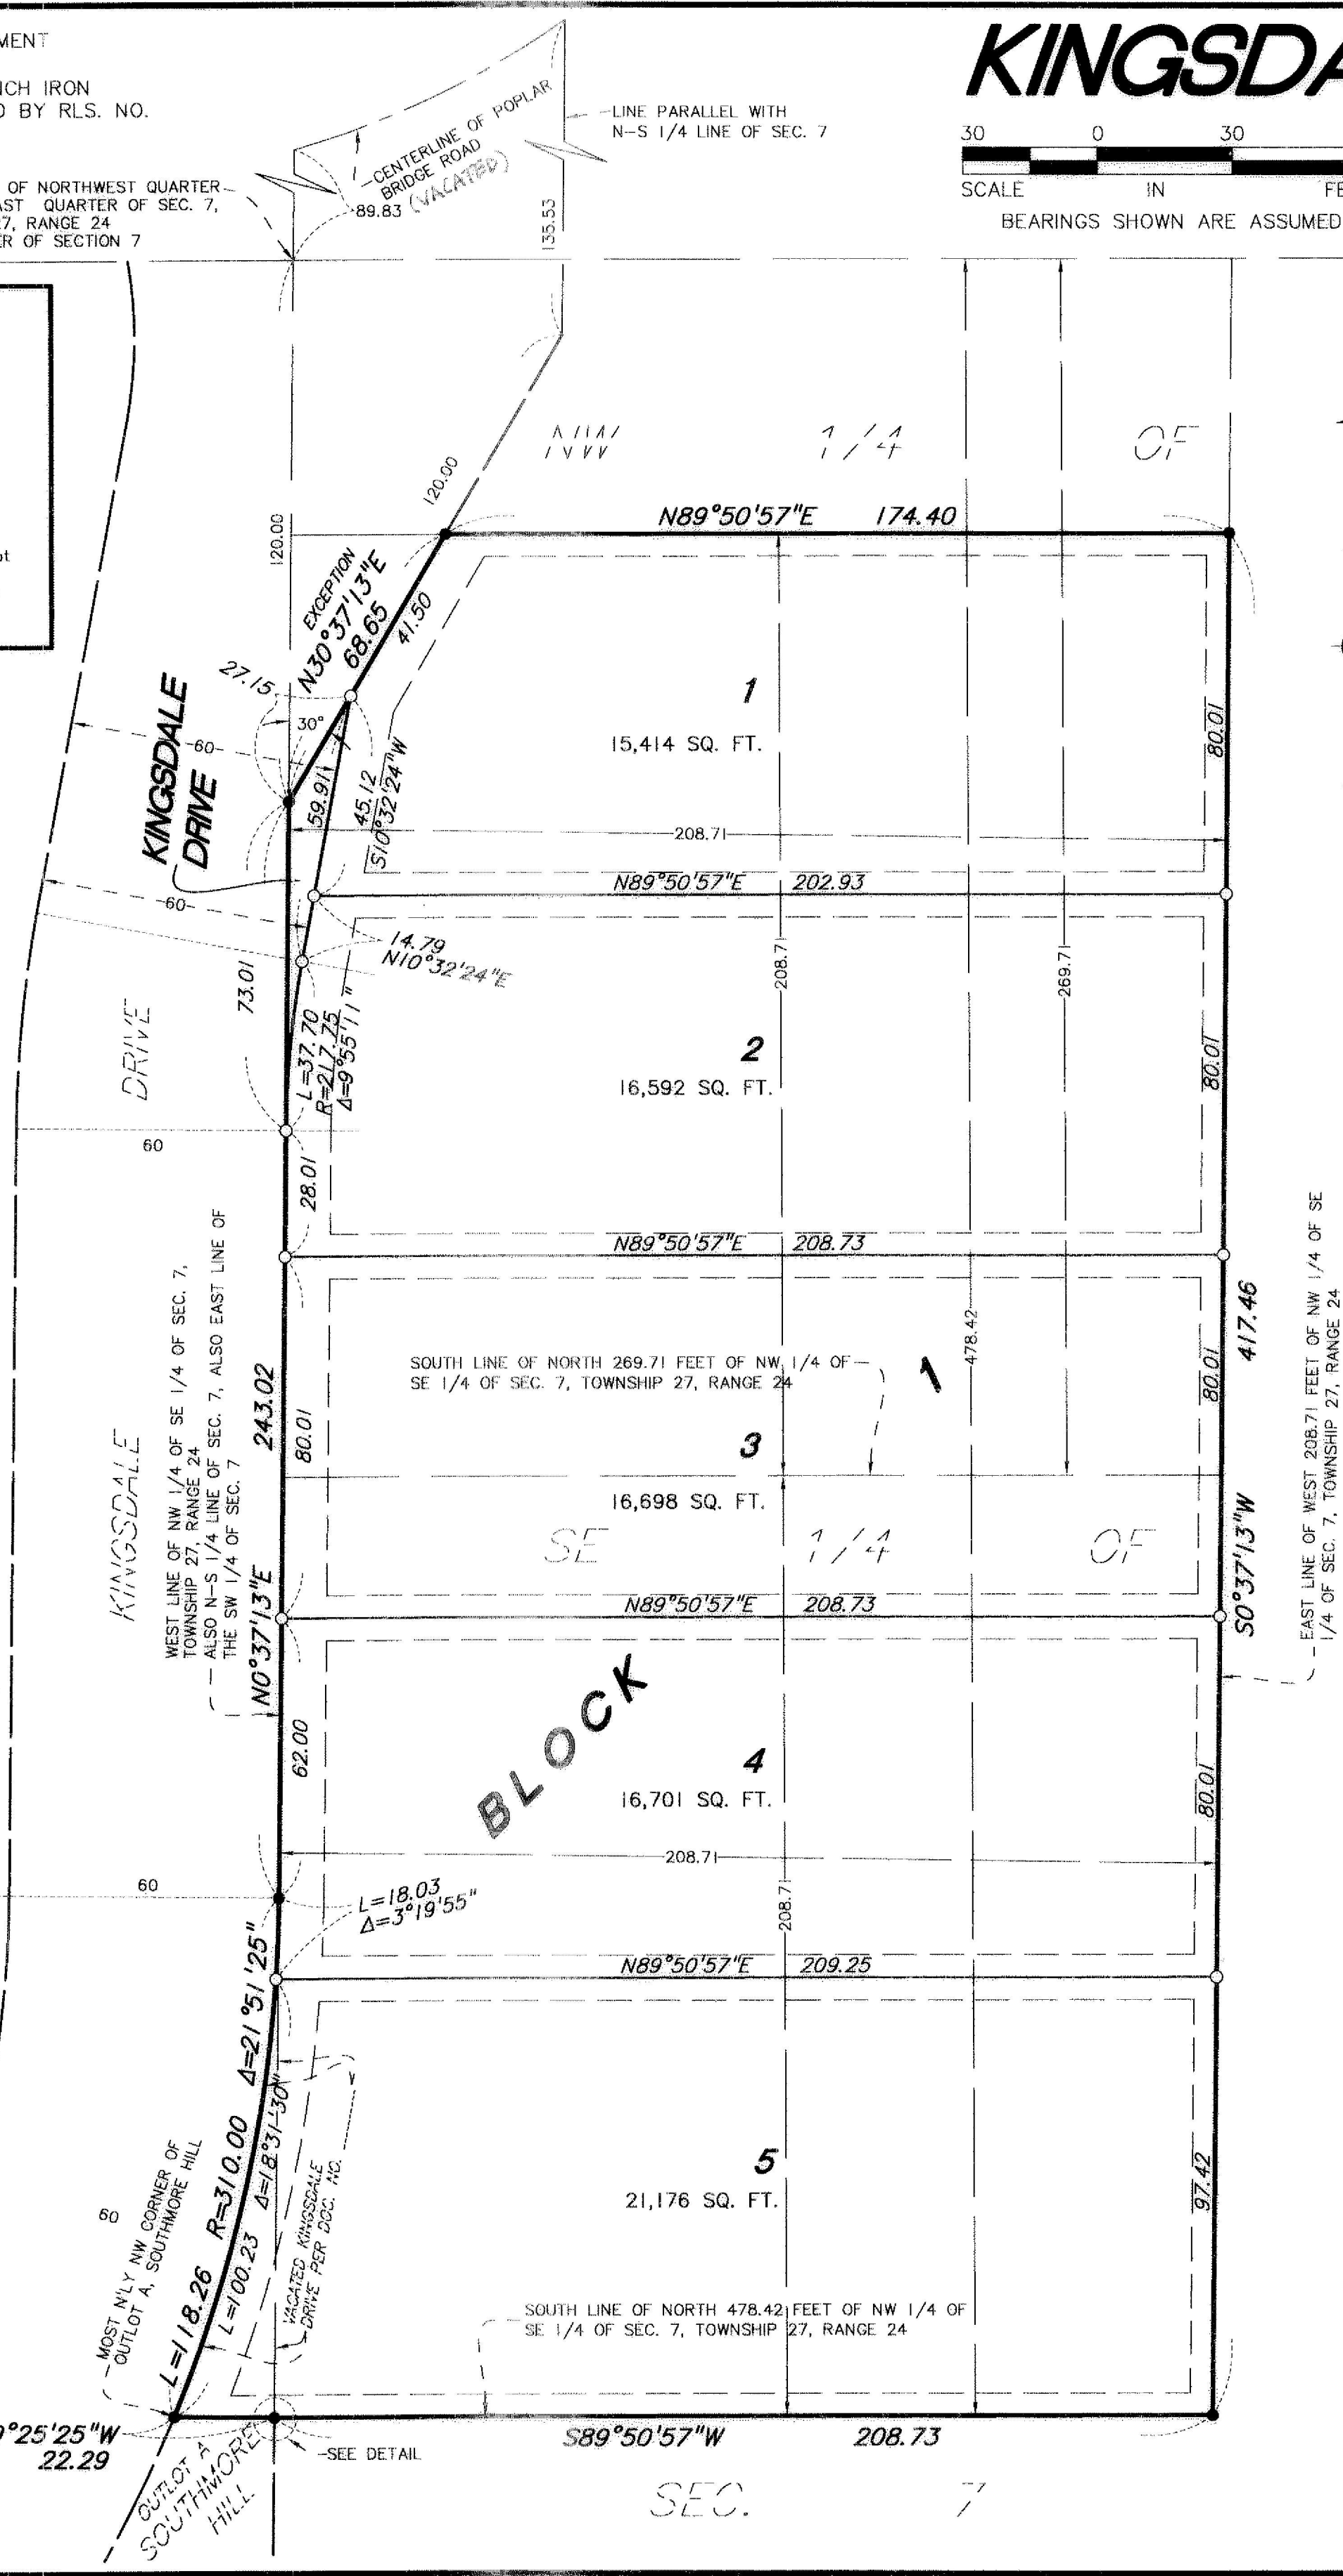 MENT
KINGSDA
NCH IRON
D BY RLS. NO.
LINE PARALLEL WITH
N-S 1/4 LINE OF SEC. 7
CENTERLINE OF POPLAR
BRIDGE ROAD
(VACATED)
30 0 30
SCALE IN FE
BEARINGS SHOWN ARE ASSUMED
OF NORTHWEST QUARTER
AST QUARTER OF SEC. 7,
7, RANGE 24
ER OF SECTION 7
89.83
135.53
NW 1/4 OF
120.00
120.00
N89°50'57"E 174.40
EXCEPTION
N30°37'13"E
68.65
41.50
27.15
30°
KINGSDALE
DRIVE
60
59.91
45.12
S10°32'24"W
1
15,414 SQ. FT.
80.01
208.71
60
N89°50'57"E 202.93
14.79
N10°32'24"E
73.01
208.71
269.71
DRIVE
L=37.70
R=217.75
Δ=9°55'11"
2
16,592 SQ. FT.
80.01
60
28.01
N89°50'57"E 208.73
WEST LINE OF NW 1/4 OF SE 1/4 OF SEC. 7,
TOWNSHIP 27, RANGE 24
ALSO N-S 1/4 LINE OF SEC. 7, ALSO EAST LINE OF
THE SW 1/4 OF SEC. 7
EAST LINE OF WEST 208.71 FEET OF NW 1/4 OF SE
1/4 OF SEC. 7, TOWNSHIP 27, RANGE 24
417.46
478.42
SOUTH LINE OF NORTH 269.71 FEET OF NW 1/4 OF
SE 1/4 OF SEC. 7, TOWNSHIP 27, RANGE 24
1
243.02
80.01
80.01
KINGSDALE
3
16,698 SQ. FT.
SE 1/4 OF
S0°37'13"W
N0°37'13"E
N89°50'57"E 208.73
BLOCK
62.00
4
16,701 SQ. FT.
80.01
208.71
60
L=18.03
Δ=3°19'55"
208.71
N89°50'57"E 209.25
L=118.26 R=310.00 Δ=21°51'25"
L=100.23 Δ=18°31'30"
VACATED KINGSDALE
DRIVE PER DOC. NO.
MOST N'LY NW CORNER OF
OUTLOT A, SOUTHMORE HILL
60
5
21,176 SQ. FT.
97.42
SOUTH LINE OF NORTH 478.42 FEET OF NW 1/4 OF
SE 1/4 OF SEC. 7, TOWNSHIP 27, RANGE 24
9°25'25"W
22.29
S89°50'57"W 208.73
SEE DETAIL
OUTLOT A
SOUTHMORE
HILL
SEC. 7